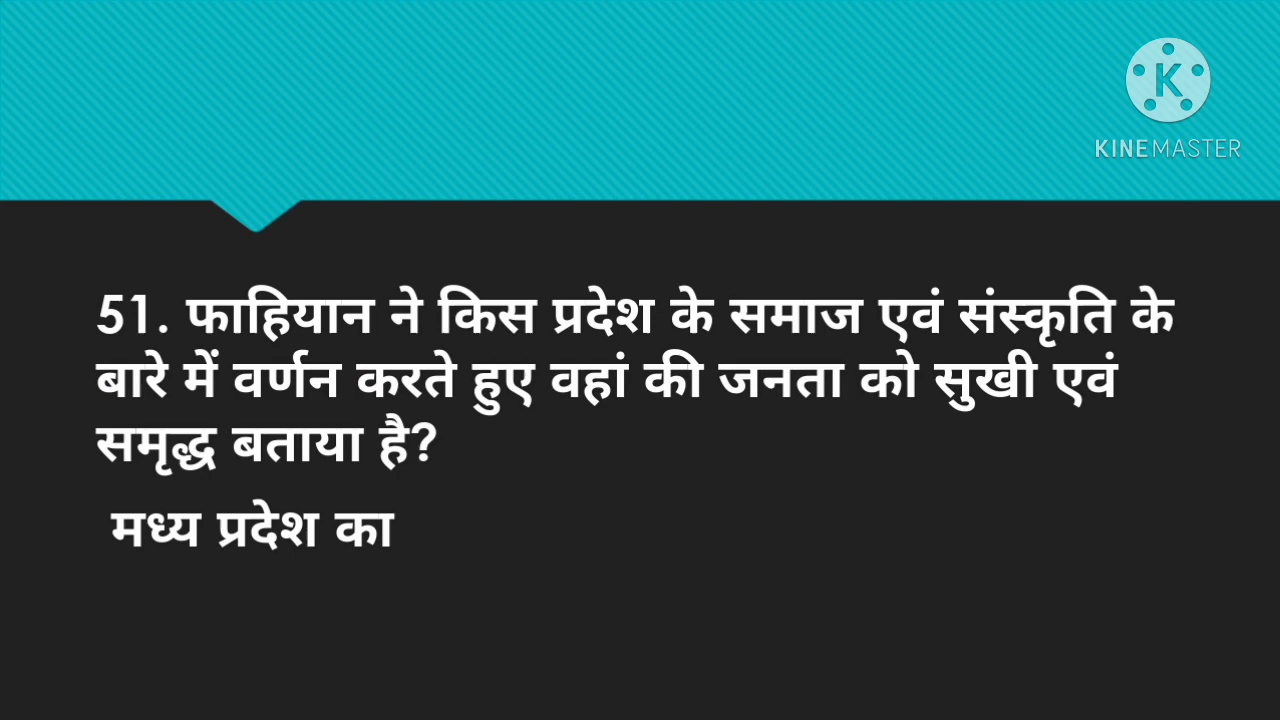 K
KINEMASTER
51. फाहियान ने किस प्रदेश के समाज एवं संस्कृति के
बारे में वर्णन करते हुए वहां की जनता को सुखी एवं
समृद्ध बताया है?
मध्य प्रदेश का